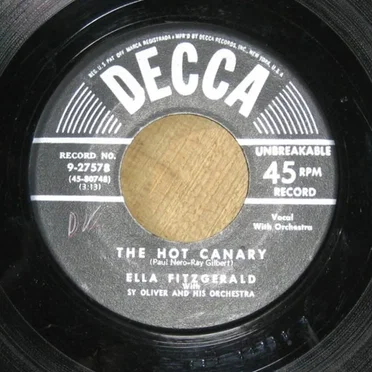 REG. U.S. PAT. OFF. MARCA REGISTRADA • MF'D BY DECCA RECORDS, INC., NEW YORK, U.S.A.
DECCA
RECORD NO.
9-27578
(45-80748)
(3:13)
UNBREAKABLE
45 RPM
RECORD
Vocal
With Orchestra
THE HOT CANARY
(Paul Nero-Ray Gilbert)
ELLA FITZGERALD
With
SY OLIVER AND HIS ORCHESTRA